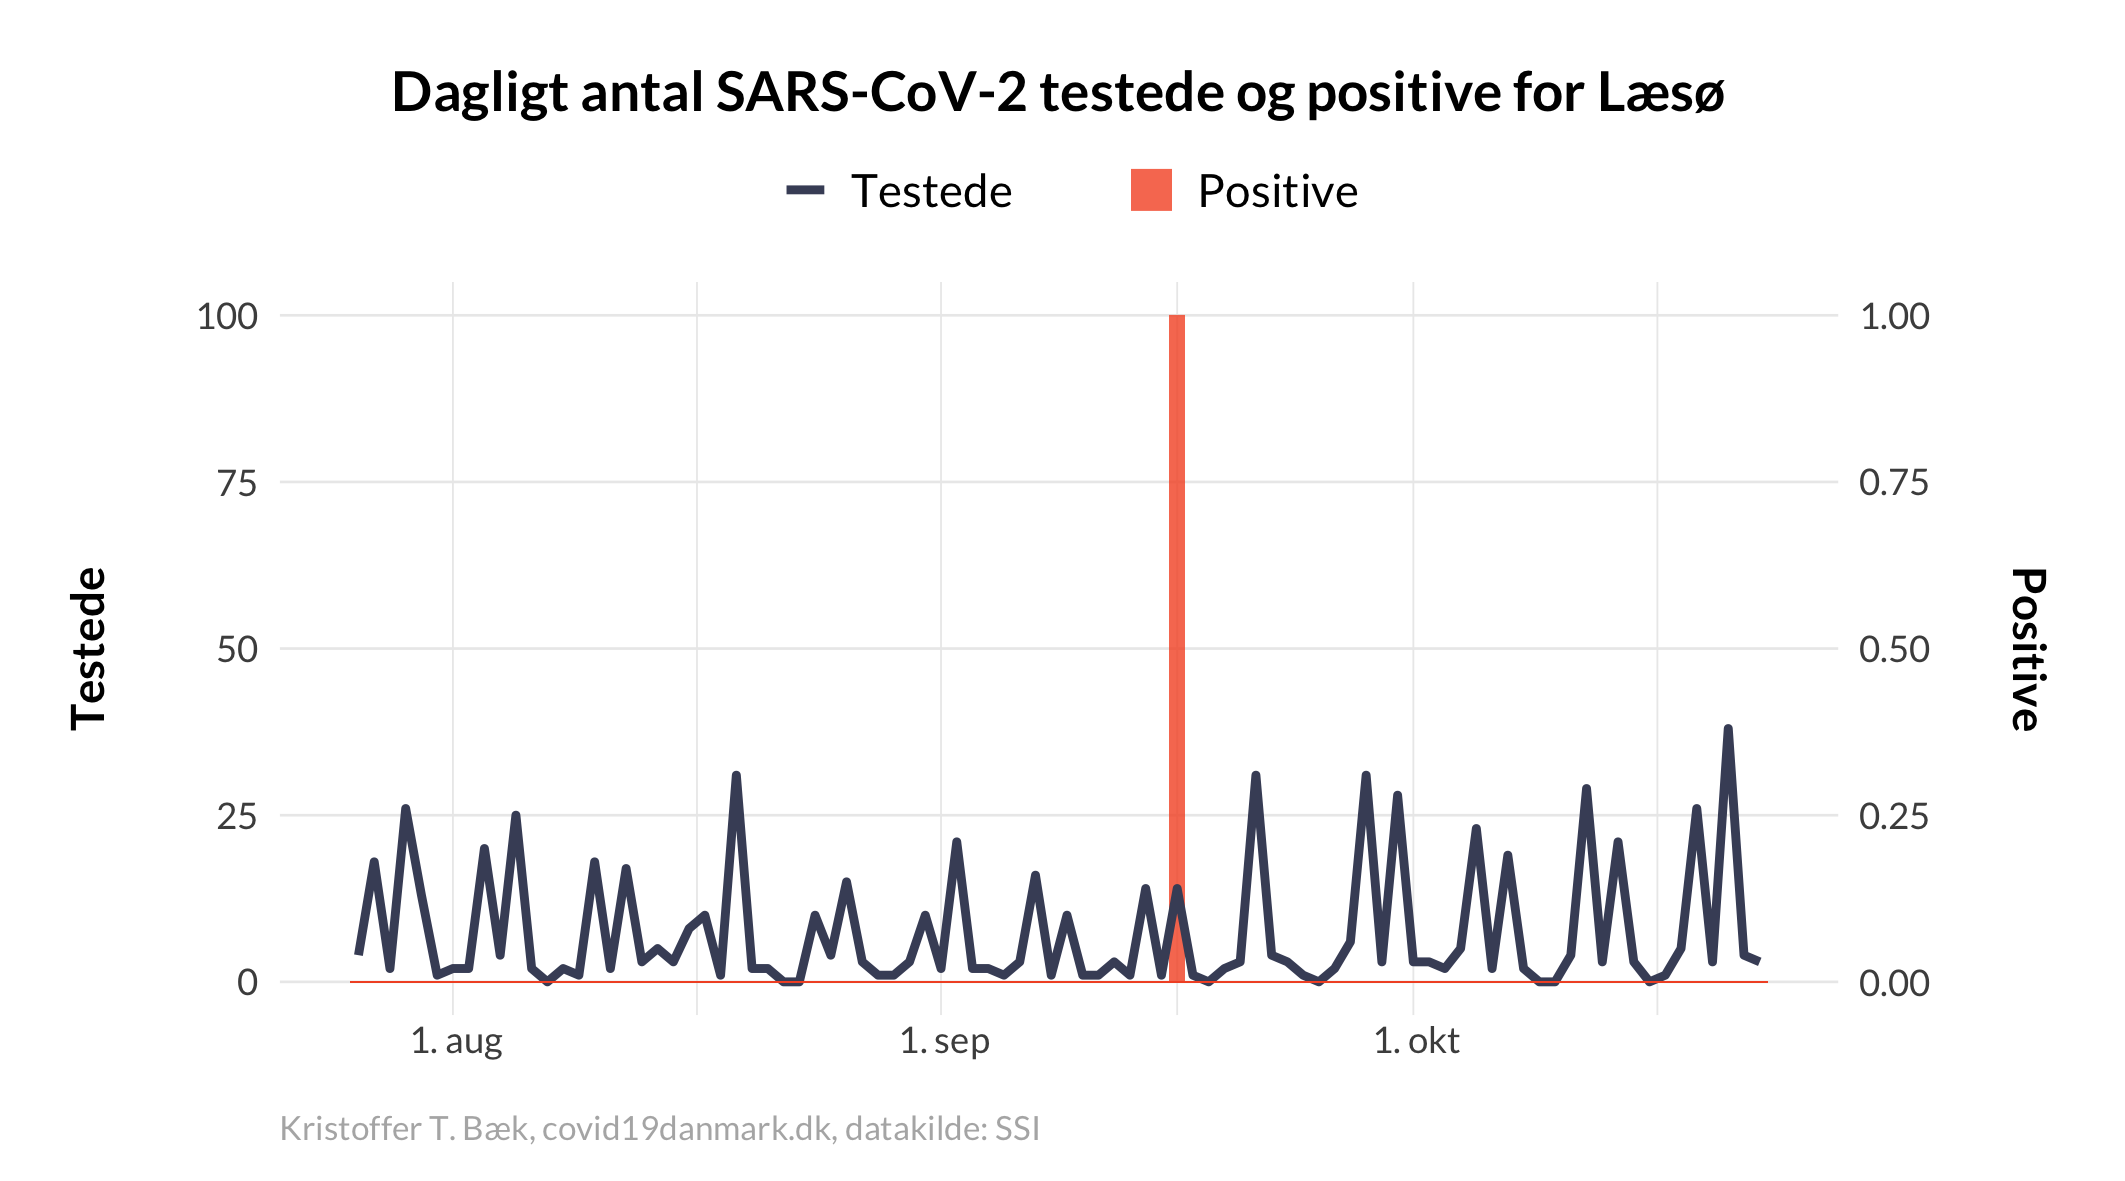 Dagligt antal SARS-CoV-2 testede og positive for Læsø
Testede
Positive
100
75
50
25
0
Testede
1.00
0.75
0.50
0.25
0.00
Positive
1. aug
1. sep
1. okt
Kristoffer T. Bæk, covid19danmark.dk, datakilde: SSI